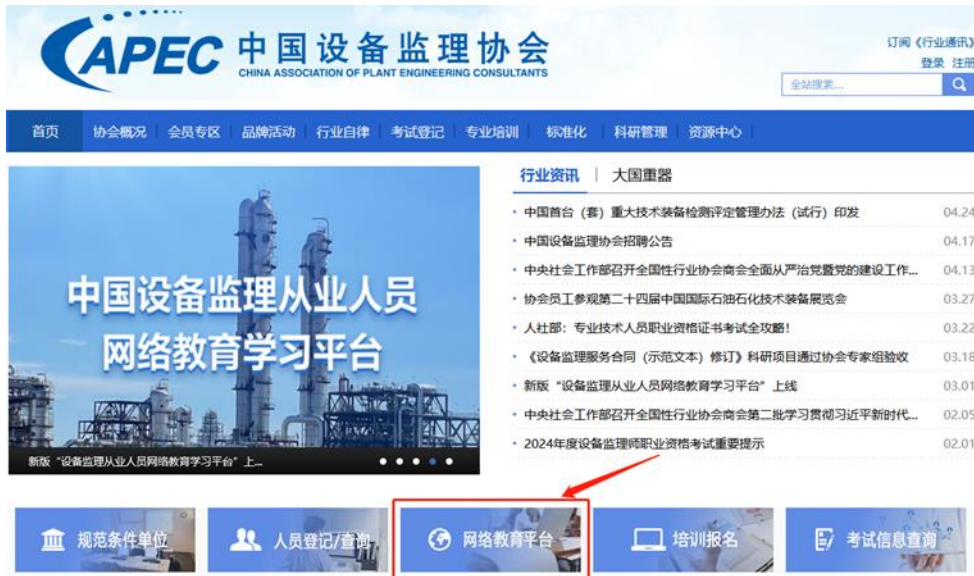 CAPEC 中国设备监理协会
CHINA ASSOCIATION OF PLANT ENGINEERING CONSULTANTS
订阅《行业通讯》
登录 注册
全站搜索...
首页 协会概况 会员专区 品牌活动 行业自律 考试登记 专业培训 标准化 科研管理 资源中心
中国设备监理从业人员
网络教育学习平台
新版“设备监理从业人员网络教育学习平台”上...
行业资讯 | 大国重器
中国首台（套）重大技术装备检测评定管理办法（试行）印发 04.24
中国设备监理协会招聘公告 04.17
中央社会工作部召开全国性行业协会商会全面从严治党暨党的建设工作... 04.13
协会员工参观第二十四届中国国际石油石化技术装备展览会 03.27
人社部：专业技术人员职业资格证书考试全攻略！ 03.22
《设备监理服务合同（示范文本）修订》科研项目通过协会专家组验收 03.18
新版“设备监理从业人员网络教育学习平台”上线 03.01
中央社会工作部召开全国性行业协会商会第二批学习贯彻习近平新时代... 02.05
2024年度设备监理师职业资格考试重要提示 02.01
规范条件单位 人员登记/查询 网络教育平台 培训报名 考试信息查询